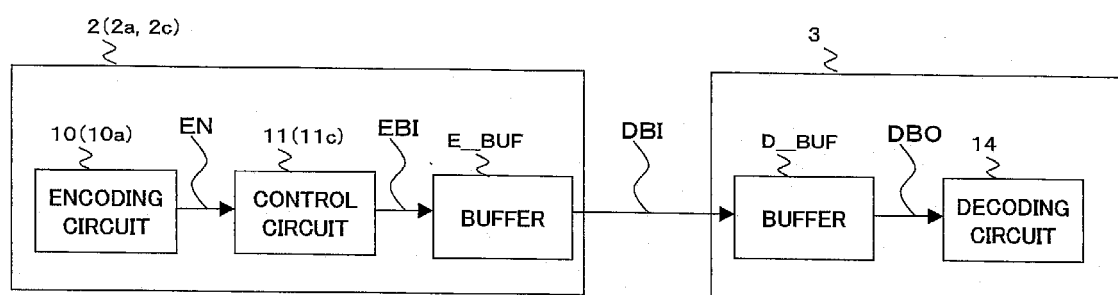 2(2a, 2c)
3
10(10a)
EN
11(11c)
EBI
E_BUF
DBI
D_BUF
DBO
14
ENCODING
CIRCUIT
CONTROL
CIRCUIT
BUFFER
BUFFER
DECODING
CIRCUIT